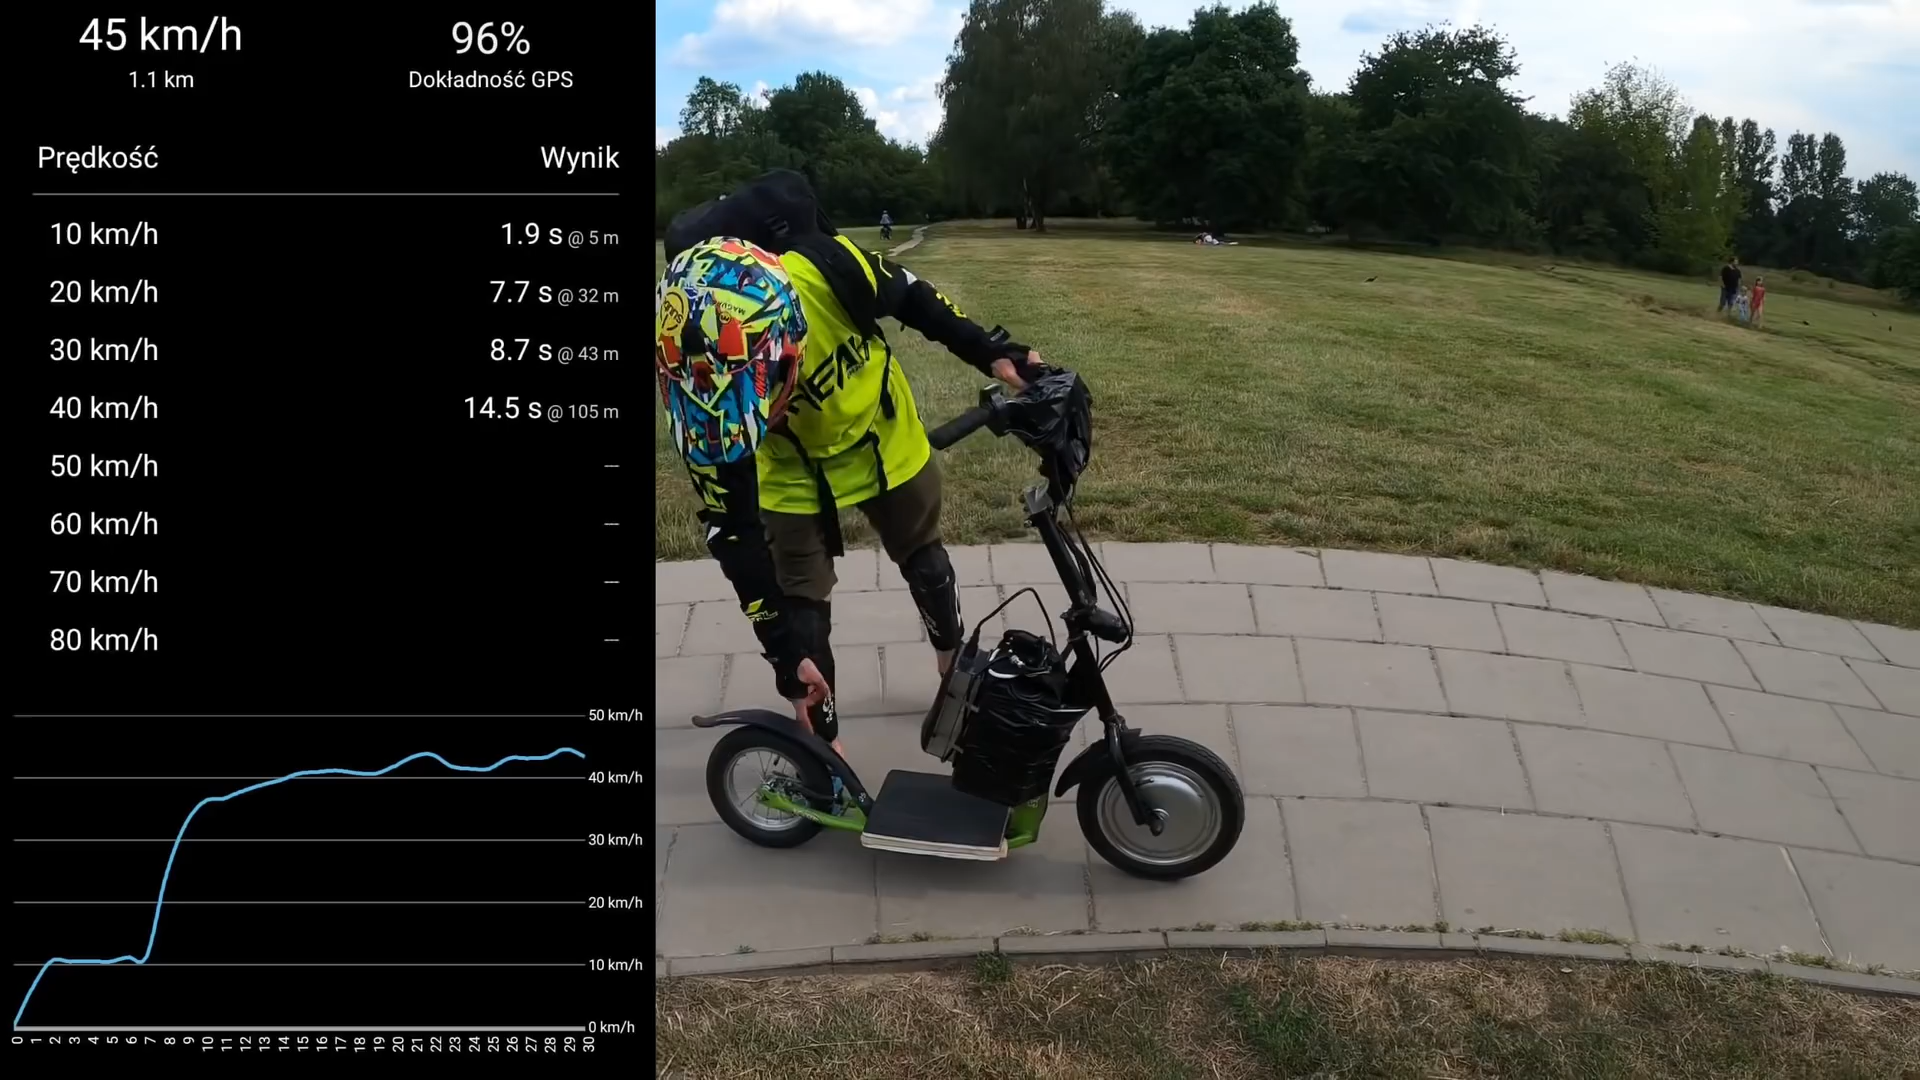 45 km/h
1.1 km
96%
Dokładność GPS
Prędkość Wynik
10 km/h 1.9 s @ 5 m
20 km/h 7.7 s @ 32 m
30 km/h 8.7 s @ 43 m
40 km/h 14.5 s @ 105 m
50 km/h –
60 km/h –
70 km/h –
80 km/h –
50 km/h
40 km/h
30 km/h
20 km/h
10 km/h
0 km/h
0 1 2 3 4 5 6 7 8 9 10 11 12 13 14 15 16 17 18 19 20 21 22 23 24 25 26 27 28 29 30